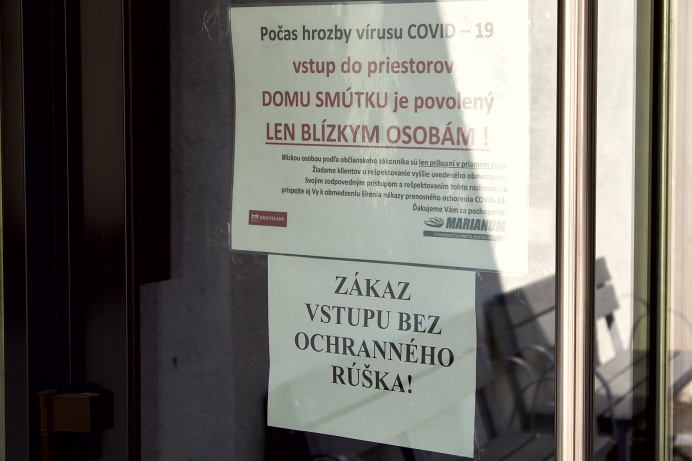 Počas hrozby vírusu COVID – 19
vstup do priestorov
DOMU SMÚTKU je povolený
LEN BLÍZKYM OSOBÁM !
Blízkou osobou podľa občianskeho zákonníka sú len príbuzní v priamom rade.
Žiadame klientov o rešpektovanie vyššie uvedeného obmedzenia.
Svojim zodpovedným prístupom a rešpektovaním tohto rozhodnutia
prispejte aj Vy k obmedzeniu šírenia nákazy prenosného ochorenia COVID-19.
Ďakujeme Vám za pochopenie.
BRATISLAVA
MARIANUM
ZÁKAZ
VSTUPU BEZ
OCHRANNÉHO
RÚŠKA!